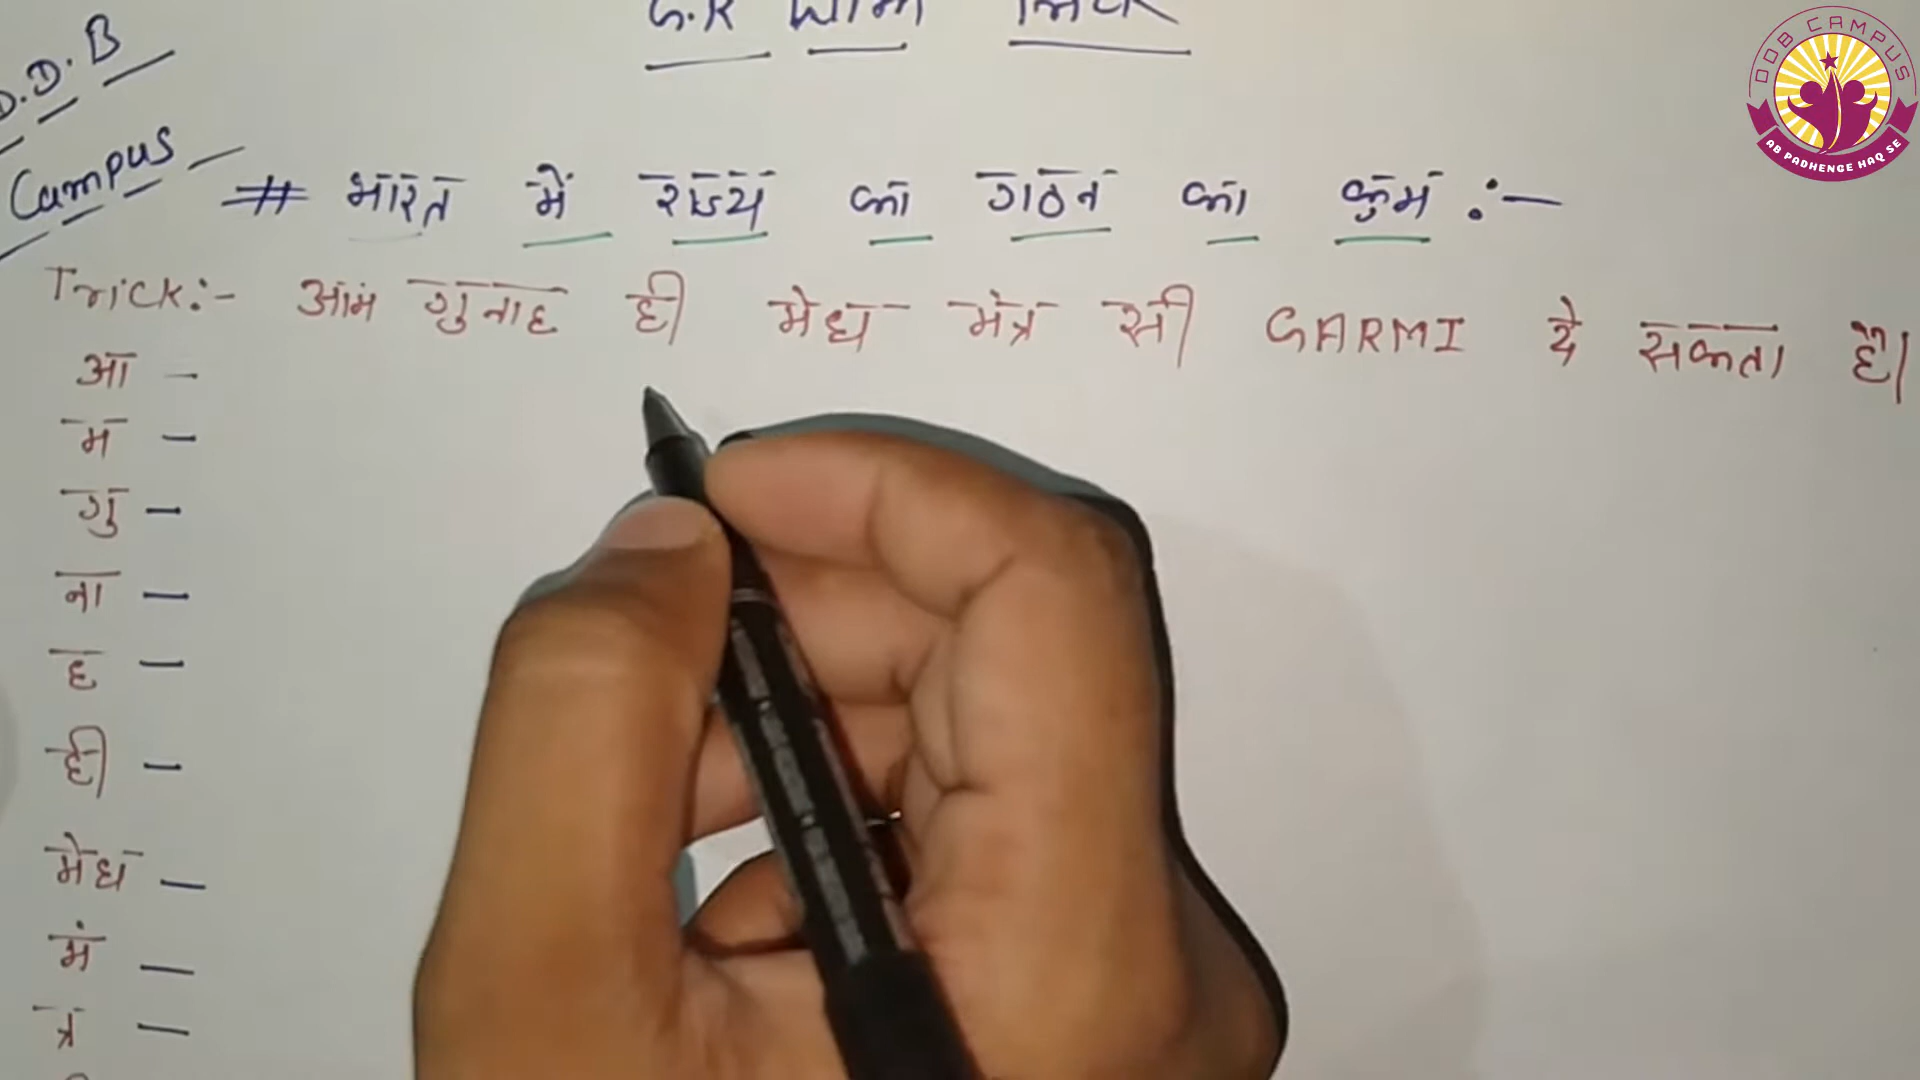 D.D.B
Campus
G.K
# भारत में राज्य का गठन का क्रम :-
Trick:- आम गुनाह ही मेघ मंत्र सी GARMI दे सकता है।
आ -
म -
गु -
ना -
ह -
ही -
मेघ -
मं -
त्र -
DDB CAMPUS
AB PADHENGE HAQ SE